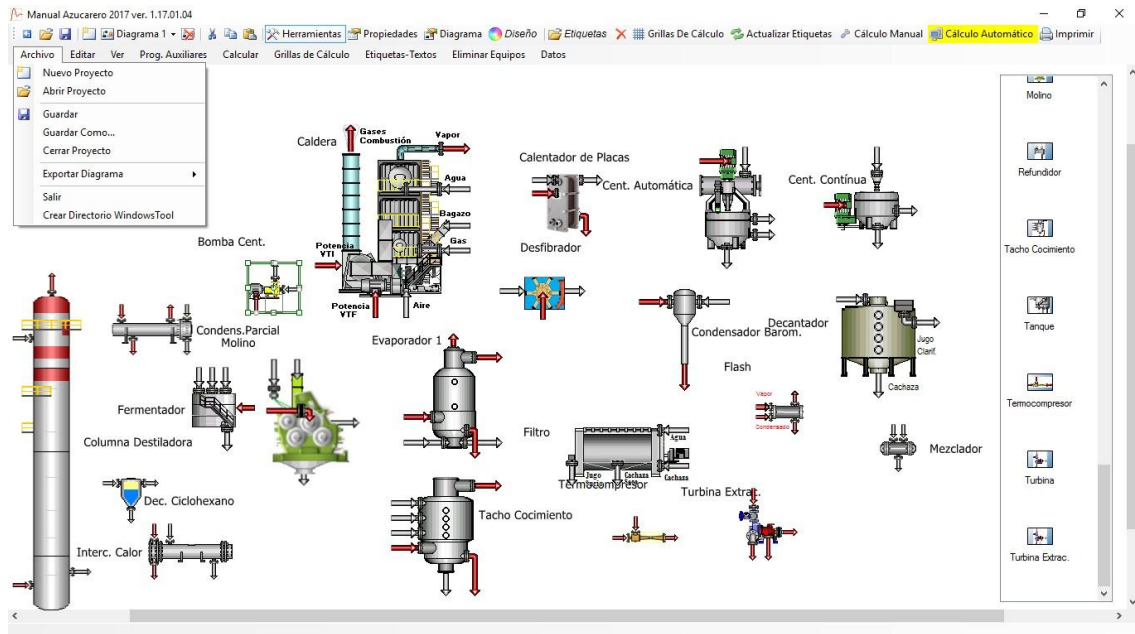 Manual Azucarero 2017 ver. 1.17.01.04
Diagrama 1 Herramientas Propiedades Diagrama Diseño Etiquetas Grillas De Cálculo Actualizar Etiquetas Cálculo Manual Cálculo Automático Imprimir
Archivo Editar Ver Prog. Auxiliares Calcular Grillas de Cálculo Etiquetas-Textos Eliminar Equipos Datos
Nuevo Proyecto
Abrir Proyecto
Guardar
Guardar Como...
Cerrar Proyecto
Exportar Diagrama
Salir
Crear Directorio WindowsTool
Caldera
Gases
Combustión
Vapor
Agua
Bagazo
Gas
Potencia
VTI
Potencia
VTF
Aire
Calentador de Placas
Cent. Automática
Cent. Contínua
Bomba Cent.
Desfibrador
Condens.Parcial
Molino
Evaporador 1
Condensador Barom.
Decantador
Jugo
Clarif.
Cachaza
Flash
Vapor
Condensado
Fermentador
Columna Destiladora
Filtro
Agua
Jugo
Cachaza
Cachaza
Mezclador
Dec. Ciclohexano
Tacho Cocimiento
Termocompresor
Turbina Extrac.
Interc. Calor
Molino
Refundidor
Tacho Cocimiento
Tanque
Termocompresor
Turbina
Turbina Extrac.